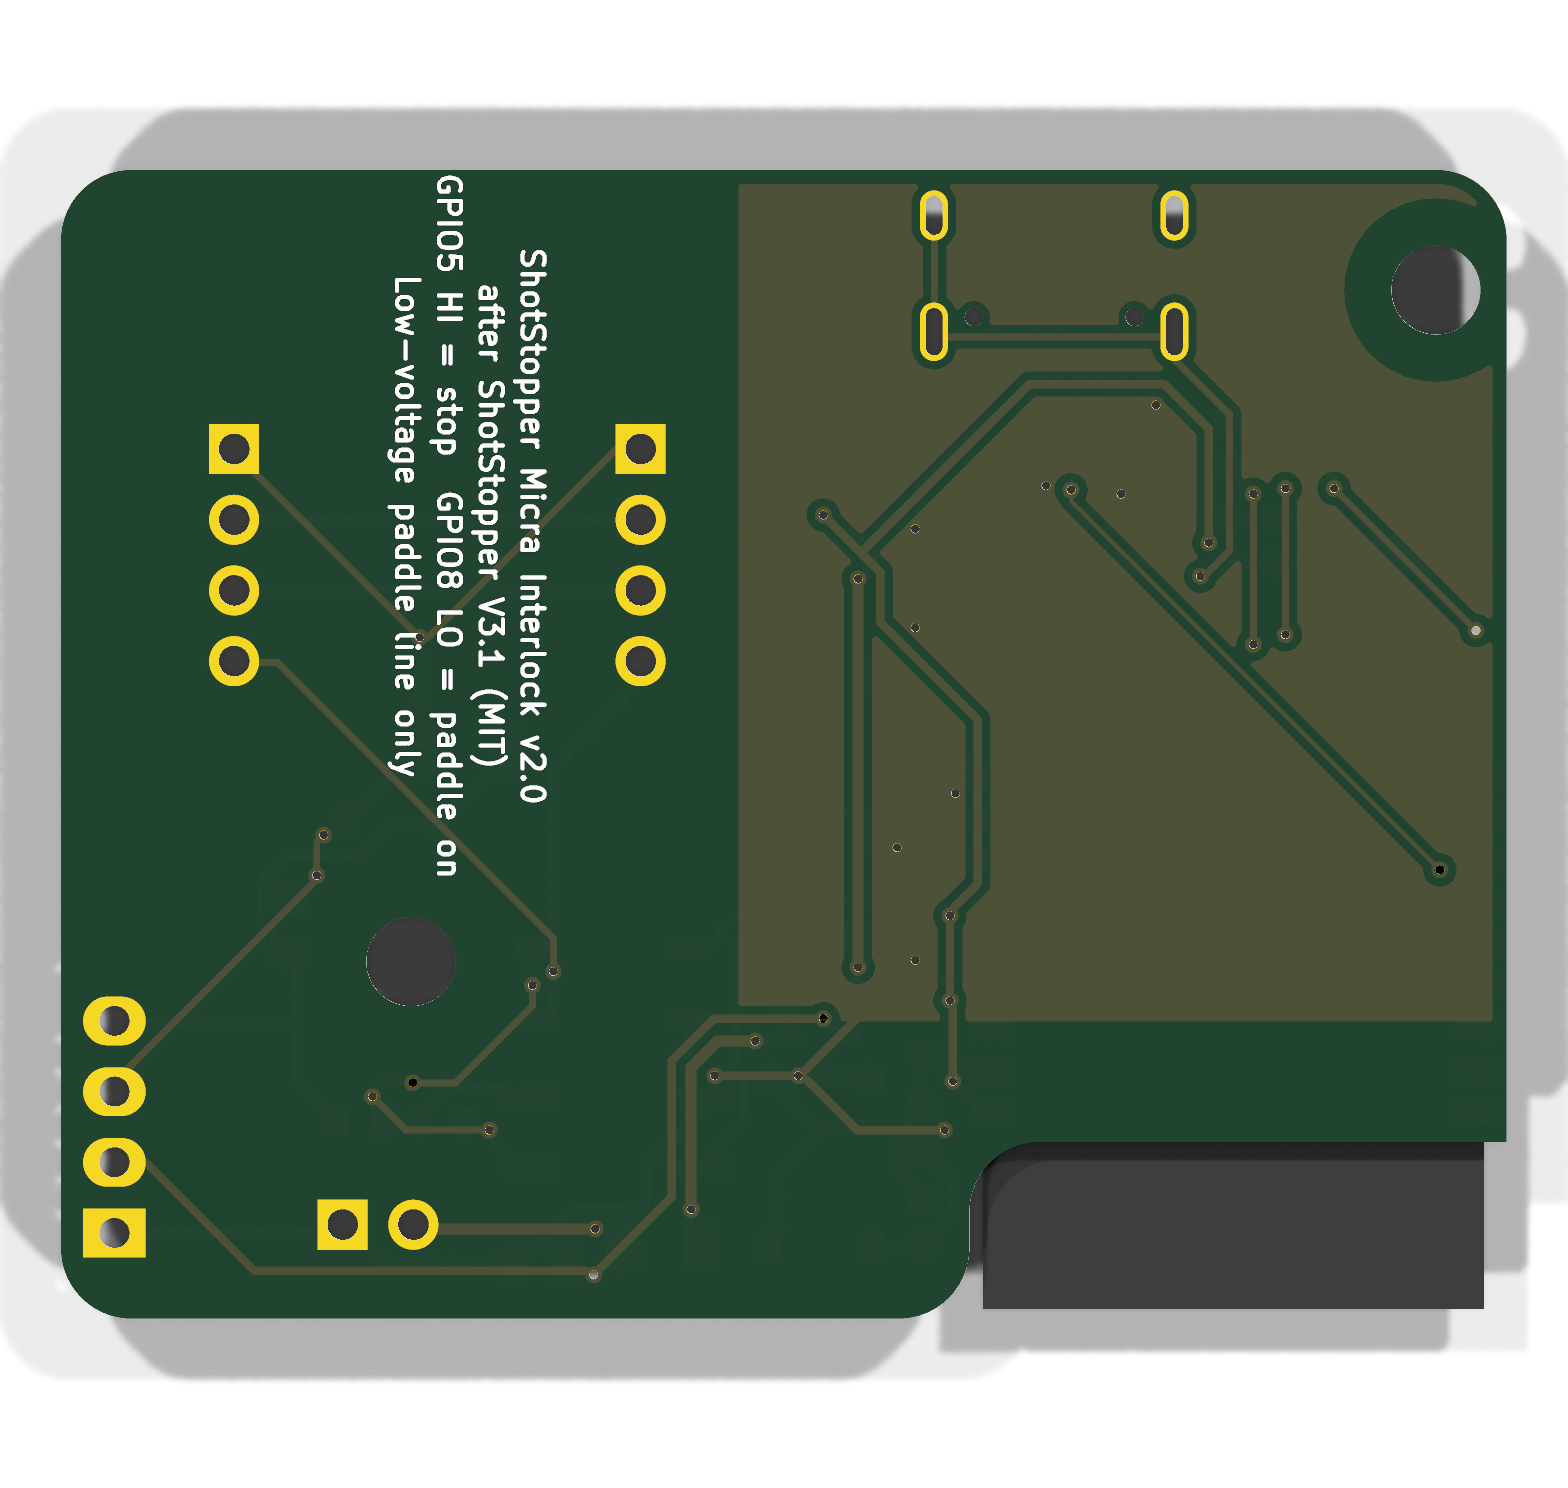 ShotStopper Micra Interlock v2.0
after ShotStopper V3.1 (MIT)
GPIO5 HI = stop  GPIO8 LO = paddle on
Low-voltage paddle line only